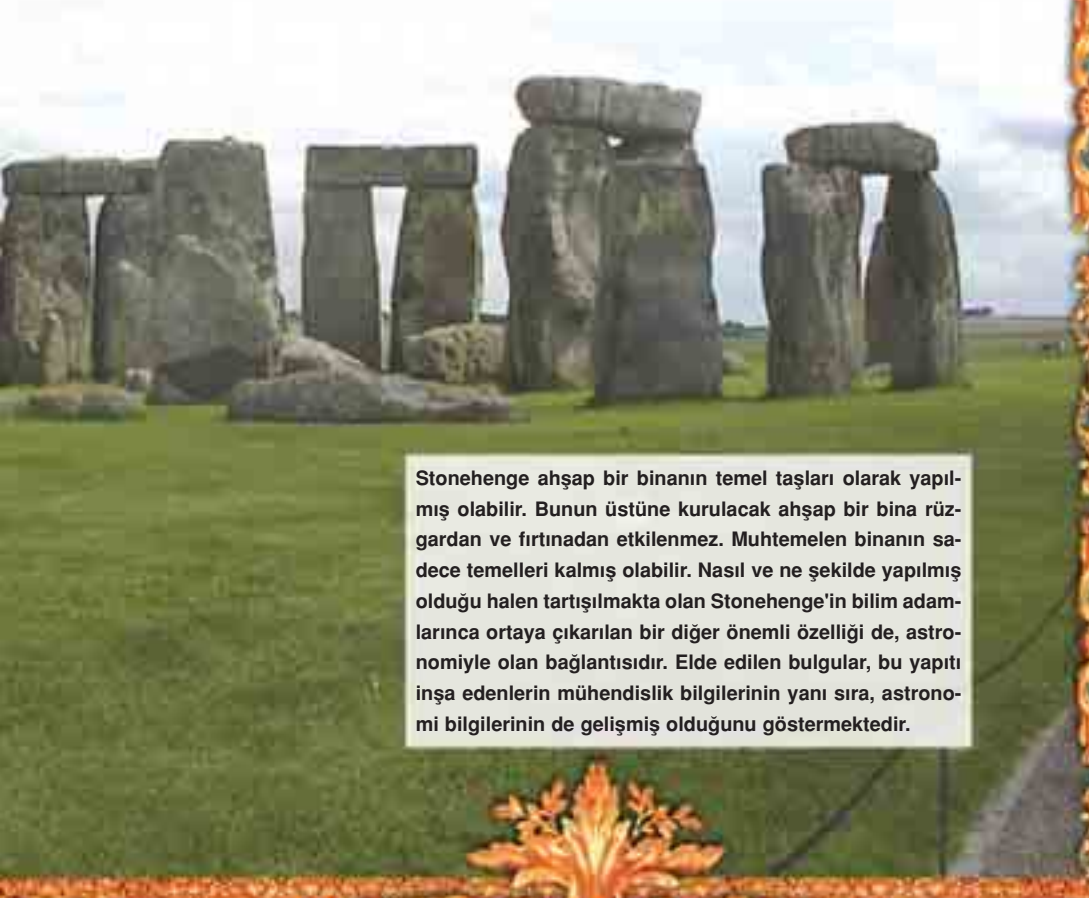 Stonehenge ahşap bir binanın temel taşları olarak yapıl-
mış olabilir. Bunun üstüne kurulacak ahşap bir bina rüz-
gardan ve fırtınadan etkilenmez. Muhtemelen binanın sa-
dece temelleri kalmış olabilir. Nasıl ve ne şekilde yapılmış
olduğu halen tartışılmakta olan Stonehenge'in bilim adam-
larınca ortaya çıkarılan bir diğer önemli özelliği de, astro-
nomiyle olan bağlantısıdır. Elde edilen bulgular, bu yapıtı
inşa edenlerin mühendislik bilgilerinin yanı sıra, astrono-
mi bilgilerinin de gelişmiş olduğunu göstermektedir.